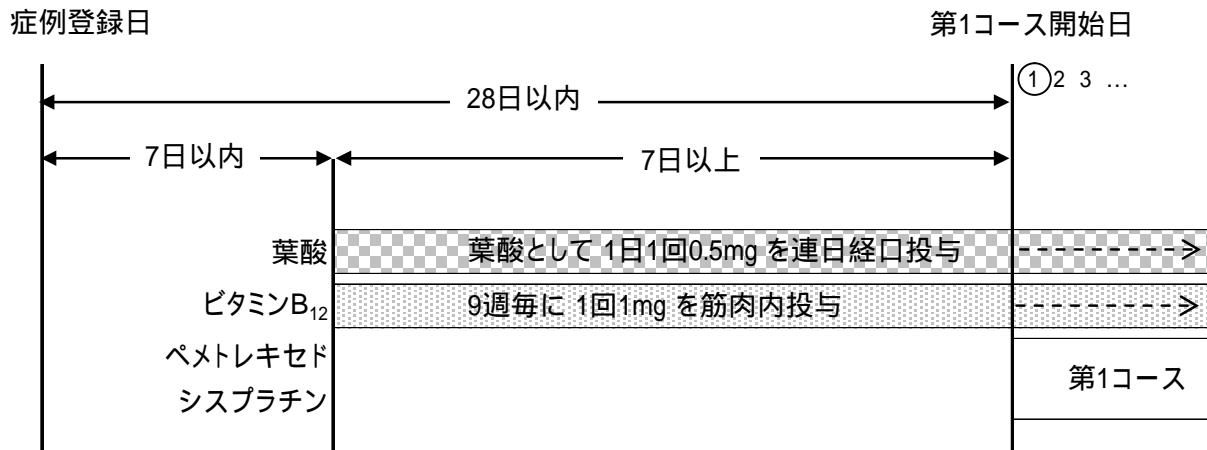 症例登録日
第1コース開始日
① 2 3 …
28日以内
7日以内
7日以上
葉酸
葉酸として 1日1回0.5mg を連日経口投与
ビタミンB₁₂
9週毎に 1回1mg を筋肉内投与
ペメトレキセド
シスプラチン
第1コース